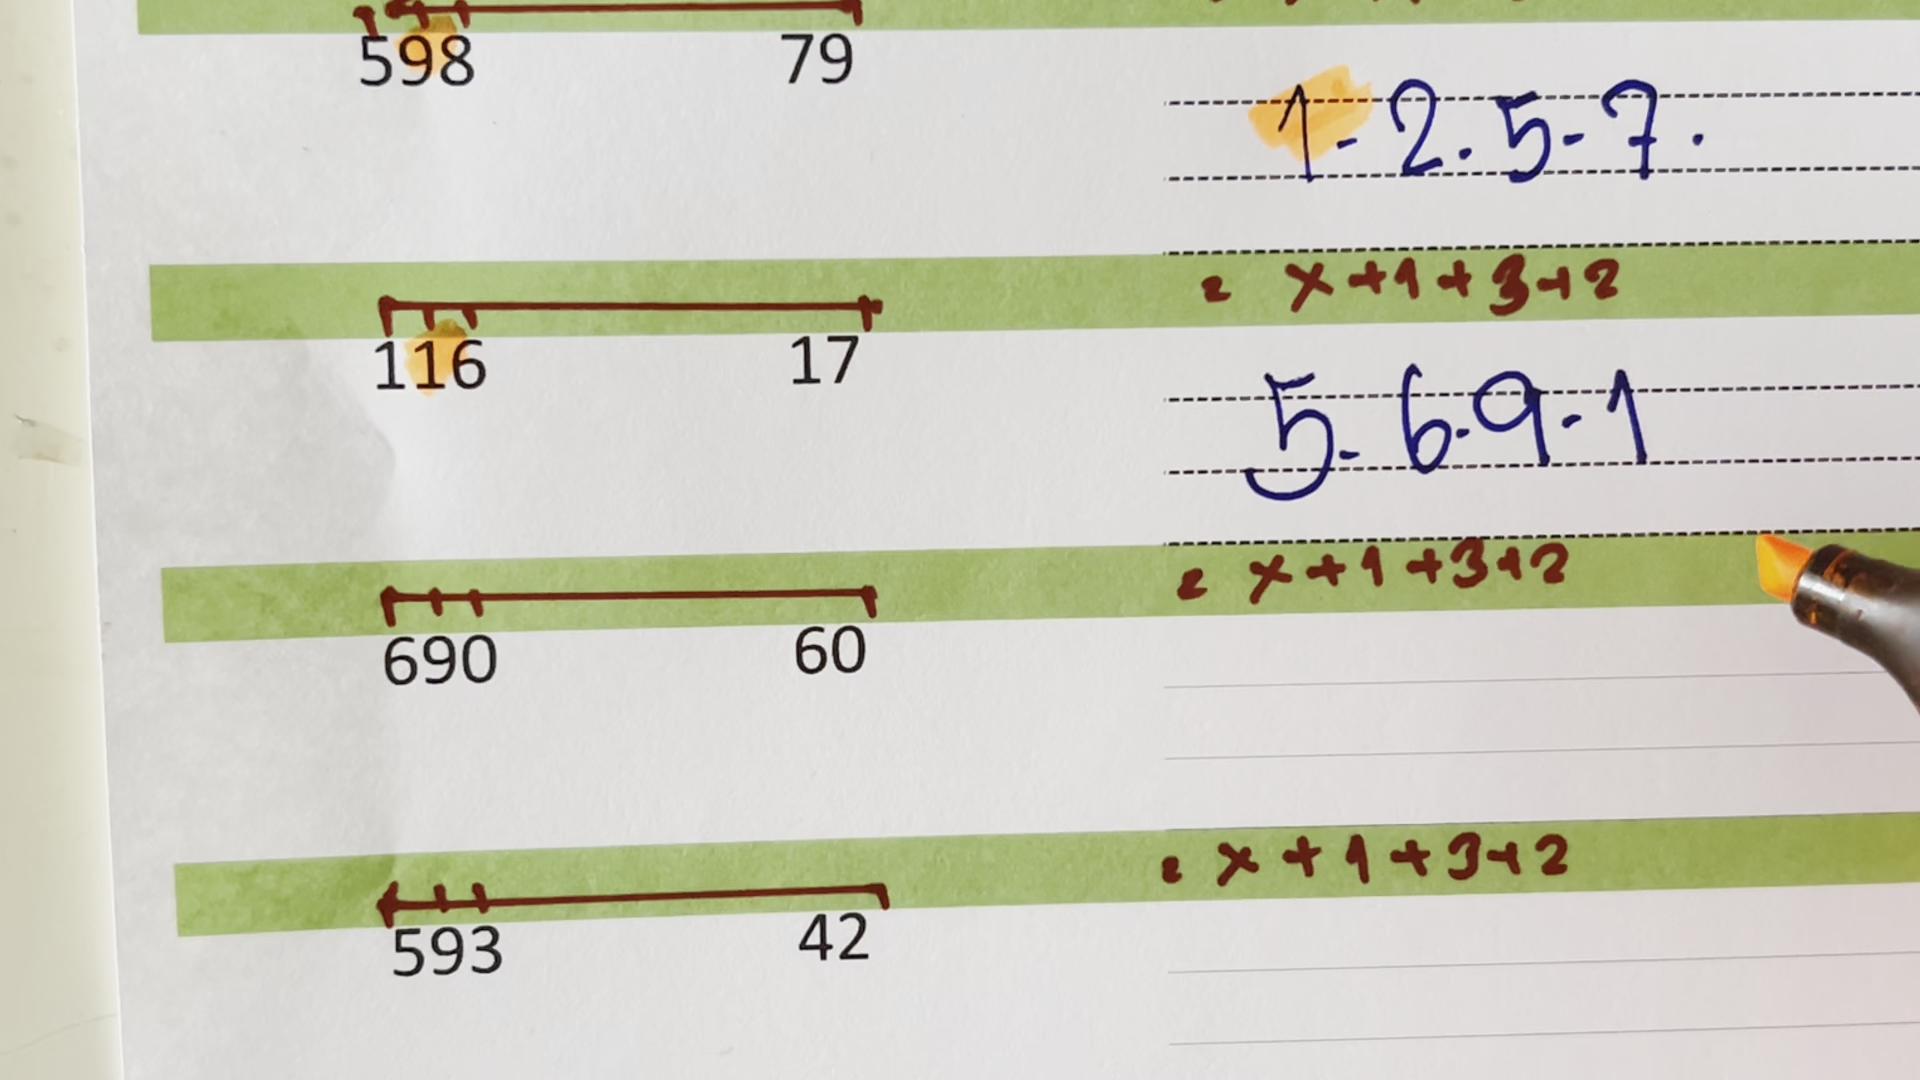 598 79
1-2.5-7.
= x+1+3+2
116 17
5-6-9-1
= x+1+3+2
690 60
= x+1+3+2
593 42